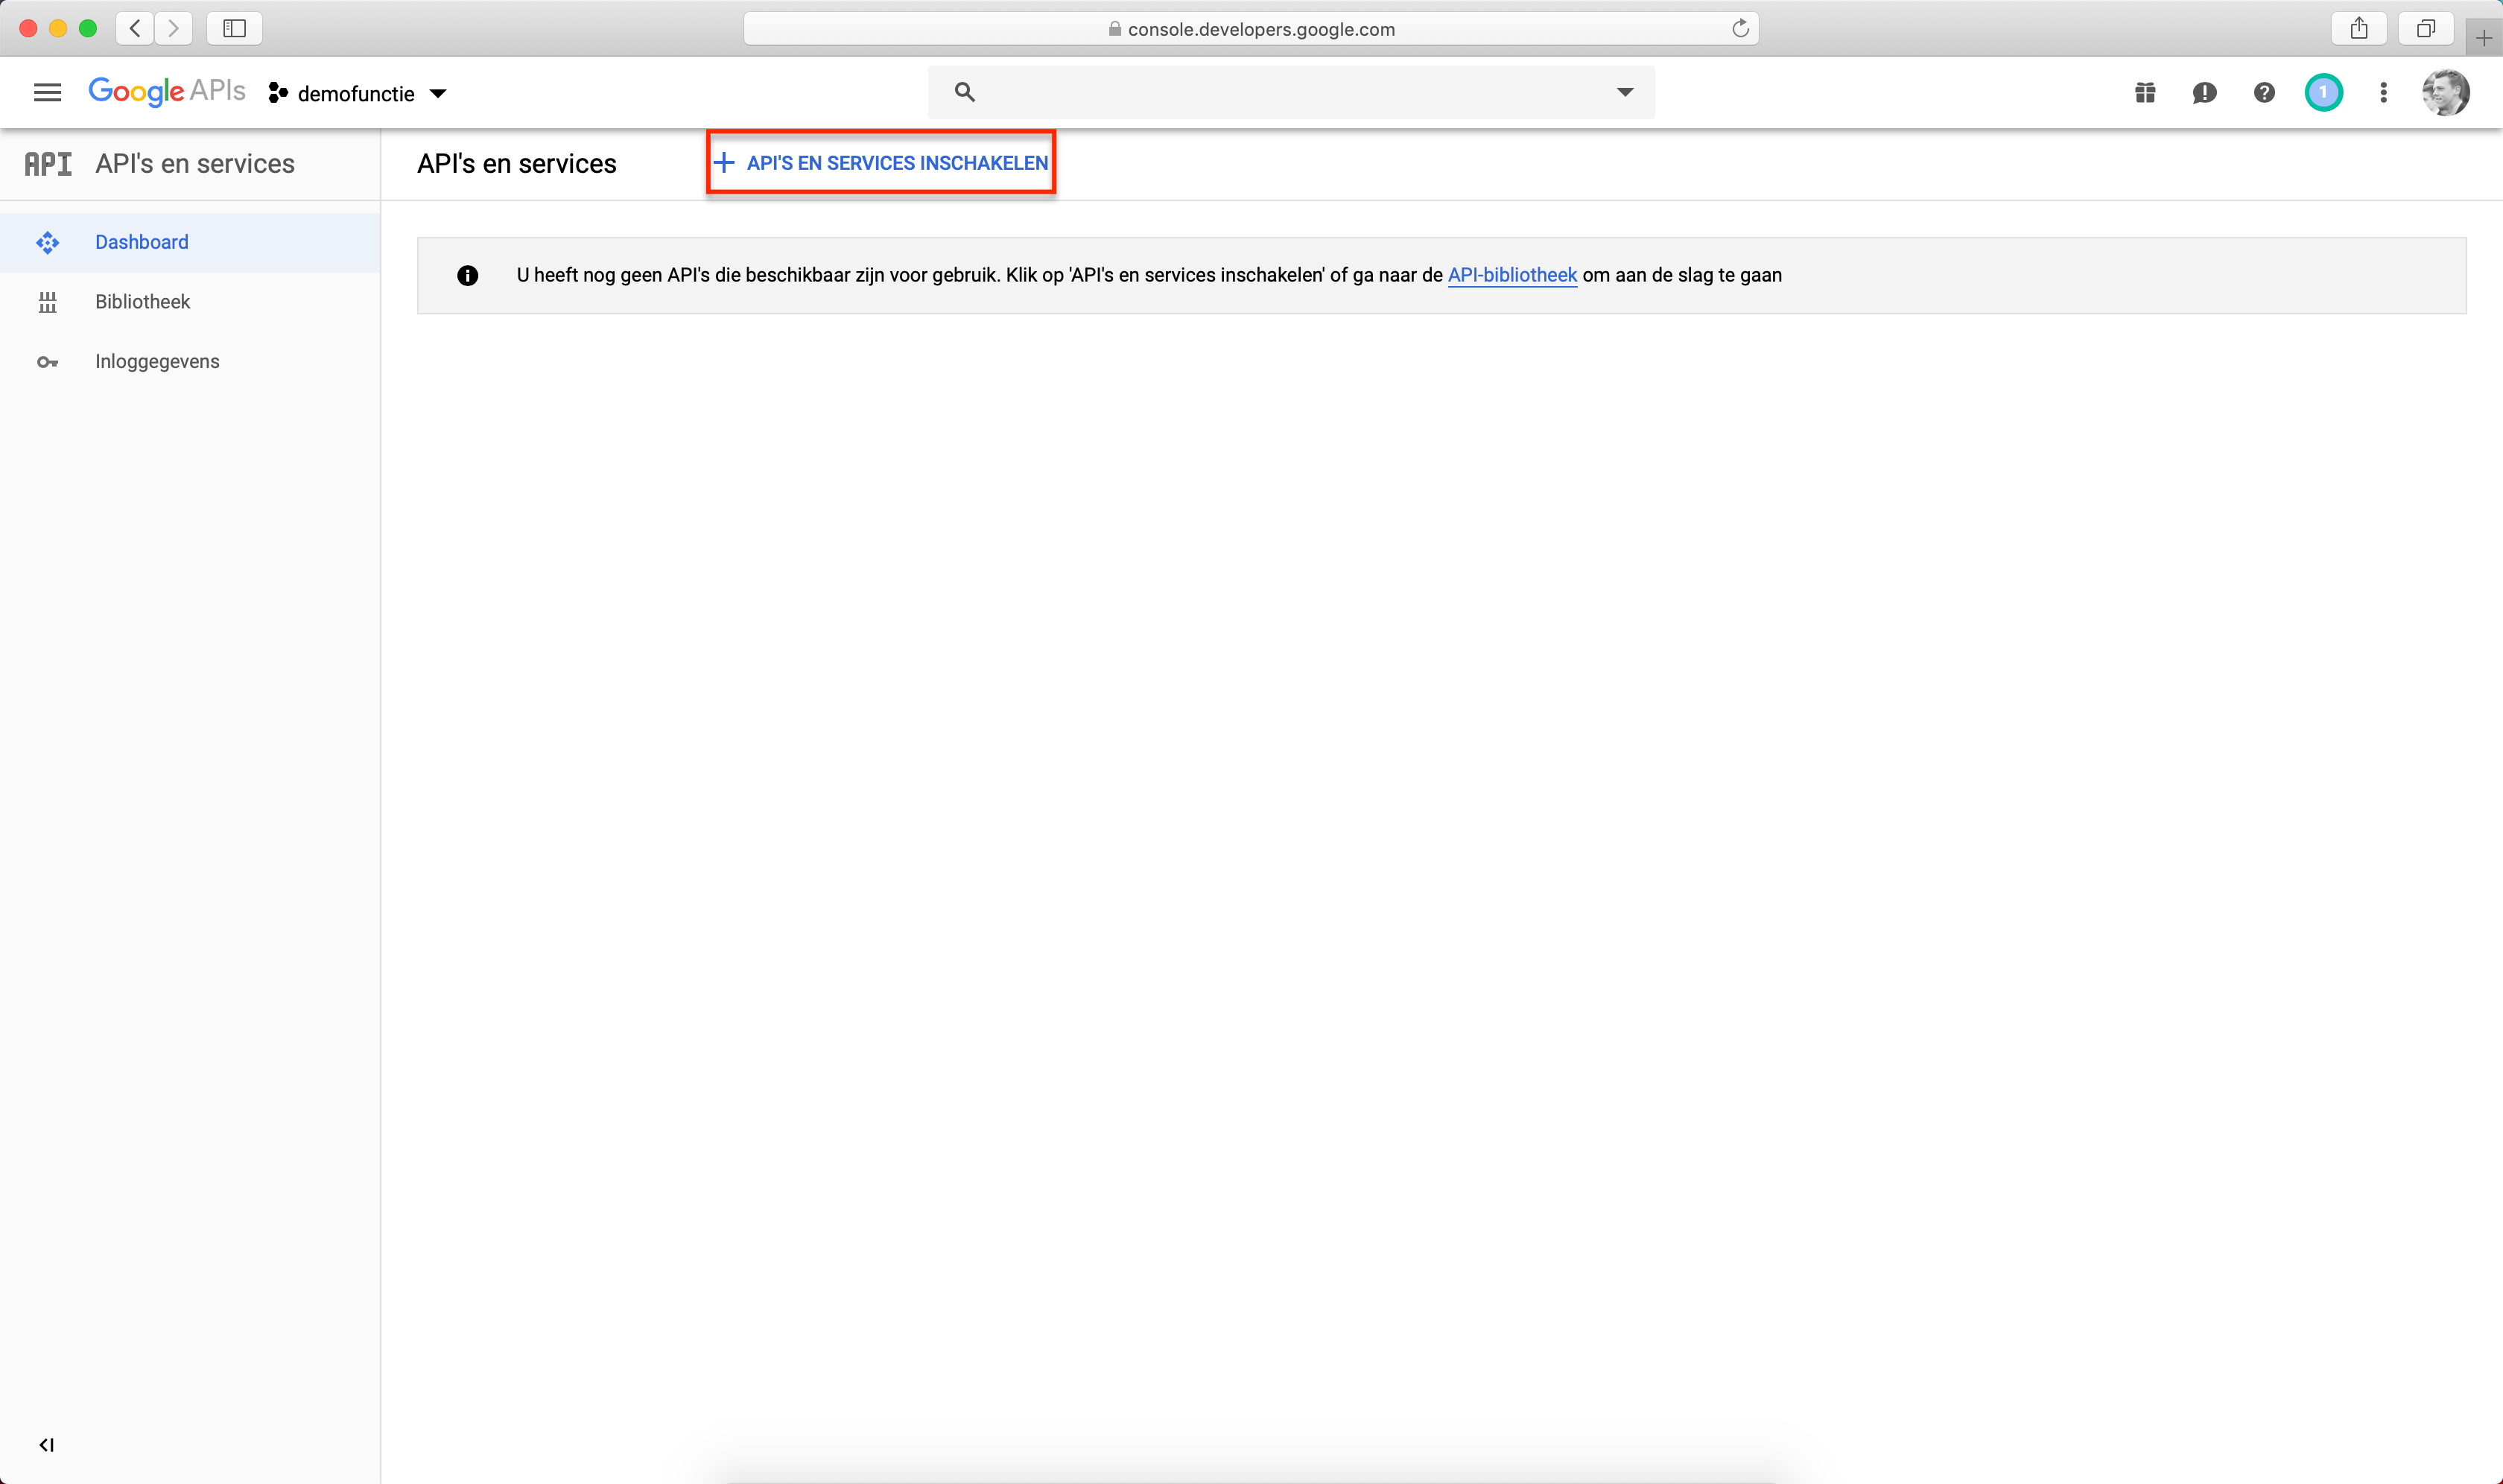 console.developers.google.com
Google APIs
demofunctie
1
API API's en services
API's en services
API'S EN SERVICES INSCHAKELEN
Dashboard
U heeft nog geen API's die beschikbaar zijn voor gebruik. Klik op 'API's en services inschakelen' of ga naar de API-bibliotheek om aan de slag te gaan
Bibliotheek
Inloggegevens